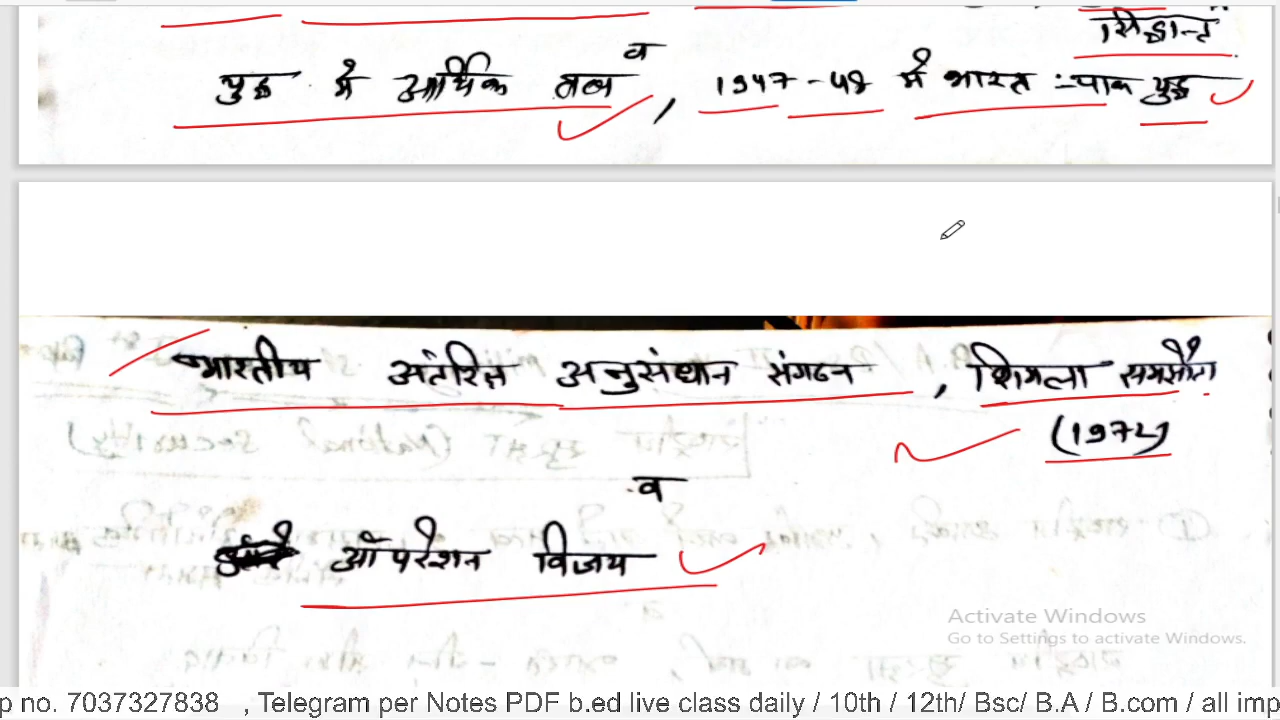 सिद्धान्त
व
युद्ध में आर्थिक तत्व , 1947-48 में भारत-पाक युद्ध
भारतीय अंतरित अनुसंधान संगठन , शिमला समझौता
(1972)
व
ऑपरेशन विजय
Activate Windows
Go to Settings to activate Windows.
p no. 7037327838 , Telegram per Notes PDF b.ed live class daily / 10th / 12th/ Bsc/ B.A / B.com / all imp